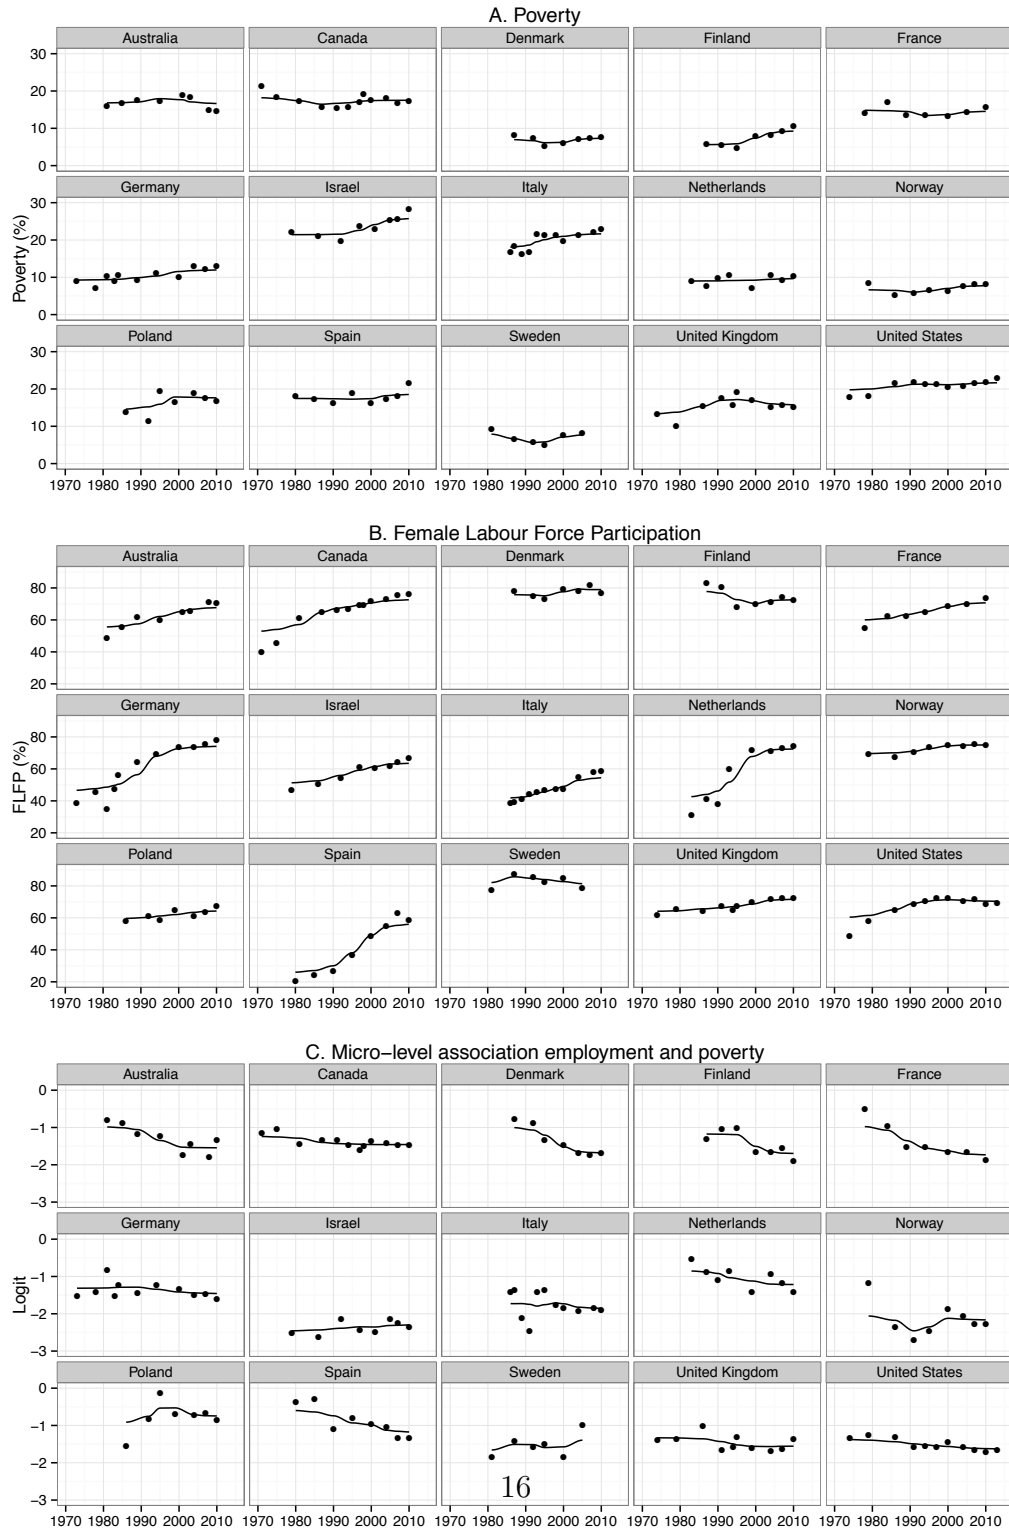 A. Poverty
Australia Canada Denmark Finland France
30
20
10
0
Germany Israel Italy Netherlands Norway
30
20
10
0
Poverty (%)
Poland Spain Sweden United Kingdom United States
30
20
10
0
1970 1980 1990 2000 2010 1970 1980 1990 2000 2010 1970 1980 1990 2000 2010 1970 1980 1990 2000 2010 1970 1980 1990 2000 2010
B. Female Labour Force Participation
Australia Canada Denmark Finland France
80
60
40
20
Germany Israel Italy Netherlands Norway
80
60
40
20
FLFP (%)
Poland Spain Sweden United Kingdom United States
80
60
40
20
1970 1980 1990 2000 2010 1970 1980 1990 2000 2010 1970 1980 1990 2000 2010 1970 1980 1990 2000 2010 1970 1980 1990 2000 2010
C. Micro−level association employment and poverty
Australia Canada Denmark Finland France
0
−1
−2
−3
Germany Israel Italy Netherlands Norway
0
−1
−2
−3
Logit
Poland Spain Sweden United Kingdom United States
0
−1
−2
−3
16
1970 1980 1990 2000 2010 1970 1980 1990 2000 2010 1970 1980 1990 2000 2010 1970 1980 1990 2000 2010 1970 1980 1990 2000 2010